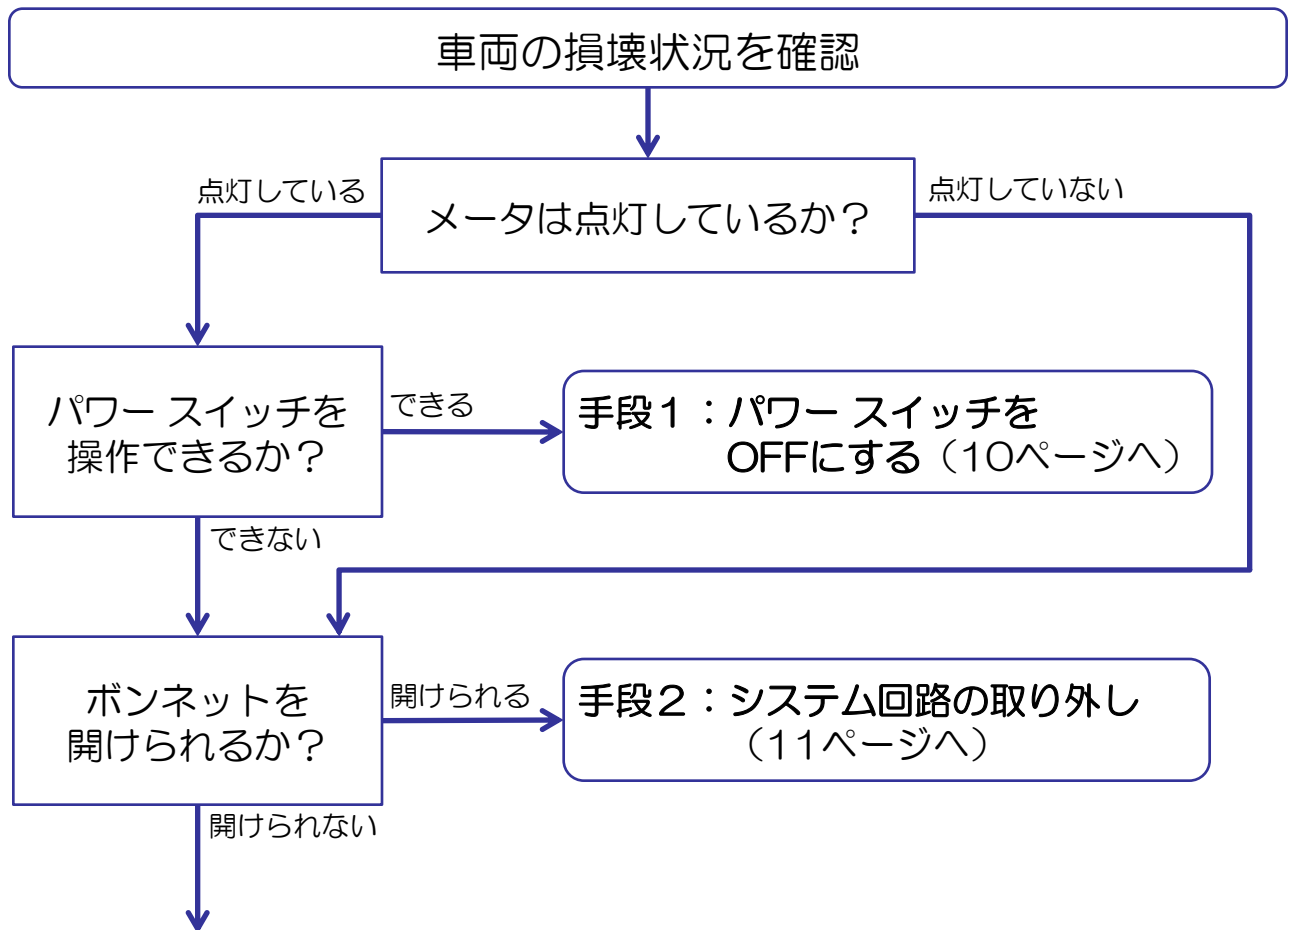 車両の損壊状況を確認
点灯している
点灯していない
メータは点灯しているか？
パワー スイッチを
操作できるか？
できる
手段１：パワー スイッチを
OFFにする（10ページへ）
できない
ボンネットを
開けられるか？
開けられる
手段２：システム回路の取り外し
（11ページへ）
開けられない